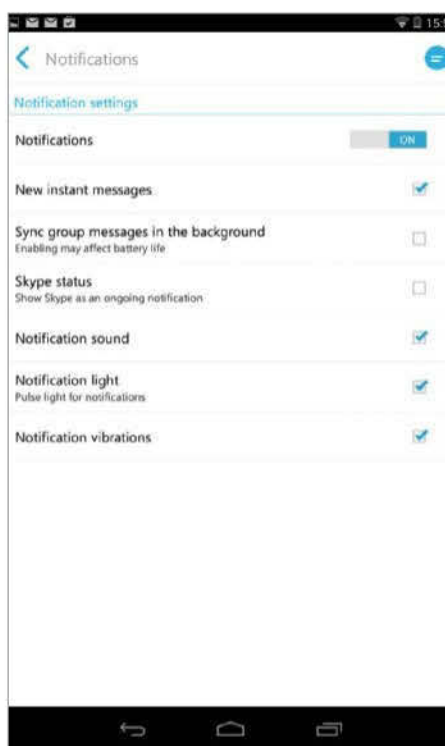 Notifications
Notification settings
Notifications
ON
New instant messages
Sync group messages in the background
Enabling may affect battery life
Skype status
Show Skype as an ongoing notification
Notification sound
Notification light
Pulse light for notifications
Notification vibrations